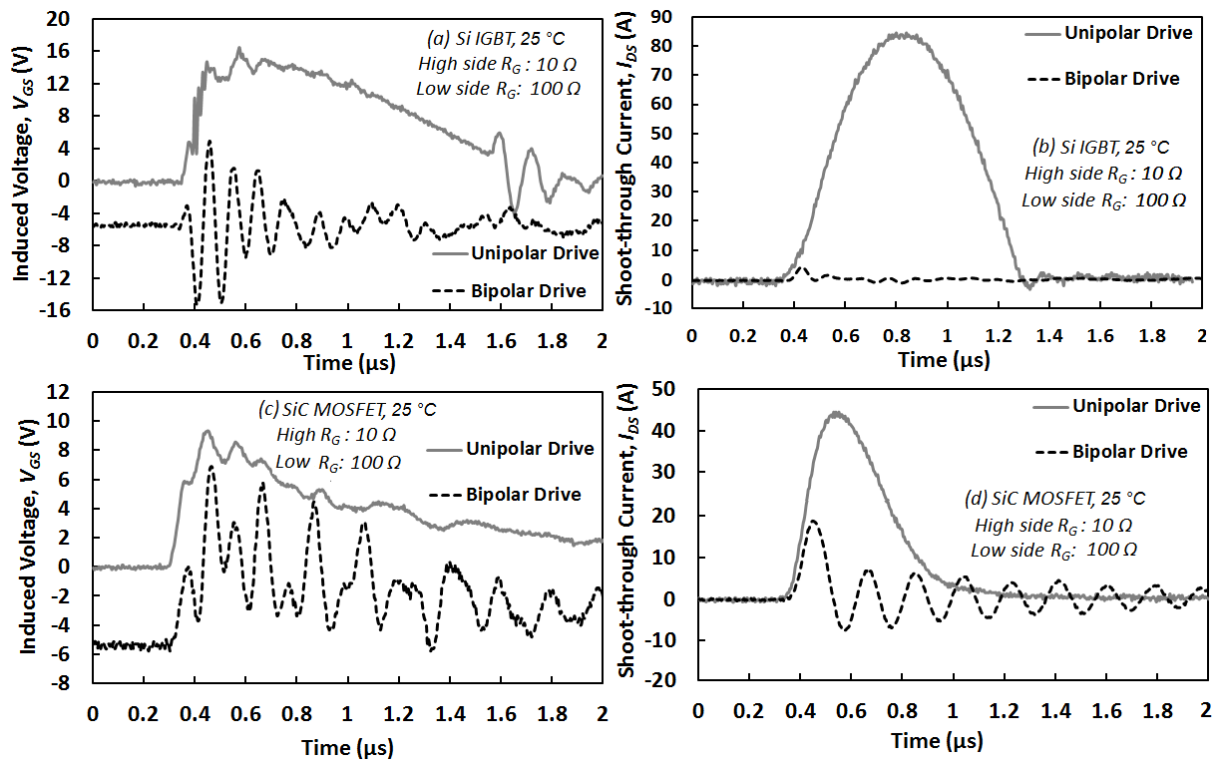 20
16
12
8
4
0
-4
-8
-12
-16
Induced Voltage, VGS (V)
(a) Si IGBT, 25 °C
High side RG : 10 Ω
Low side RG: 100 Ω
Unipolar Drive
Bipolar Drive
0 0.2 0.4 0.6 0.8 1 1.2 1.4 1.6 1.8 2
Time (µs)
90
80
70
60
50
40
30
20
10
0
-10
Shoot-through Current, IDS (A)
Unipolar Drive
Bipolar Drive
(b) Si IGBT, 25 °C
High side RG : 10 Ω
Low side RG: 100 Ω
0 0.2 0.4 0.6 0.8 1 1.2 1.4 1.6 1.8 2
Time (µs)
12
10
8
6
4
2
0
-2
-4
-6
-8
Induced Voltage, VGS (V)
(c) SiC MOSFET, 25 °C
High RG : 10 Ω
Low RG: 100 Ω
Unipolar Drive
Bipolar Drive
0 0.2 0.4 0.6 0.8 1 1.2 1.4 1.6 1.8 2
Time (µs)
50
40
30
20
10
0
-10
-20
Shoot-through Current, IDS (A)
Unipolar Drive
Bipolar Drive
(d) SiC MOSFET, 25 °C
High side RG : 10 Ω
Low side RG: 100 Ω
0 0.2 0.4 0.6 0.8 1 1.2 1.4 1.6 1.8 2
Time (µs)